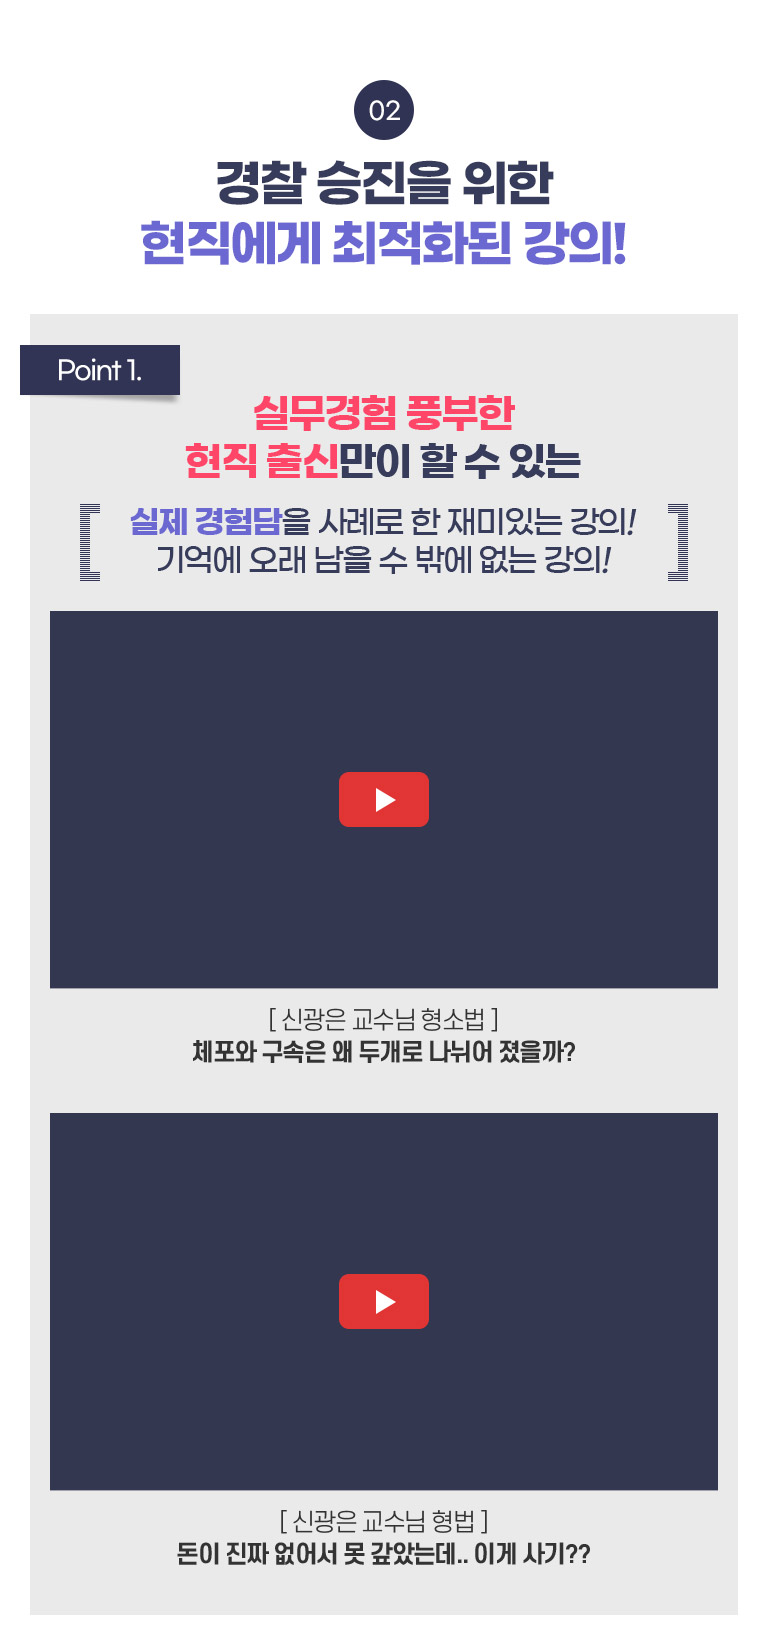 02
경찰 승진을 위한
현직에게 최적화된 강의!
Point 1.
실무경험 풍부한
현직 출신만이 할 수 있는
실제 경험담을 사례로 한 재미있는 강의!
기억에 오래 남을 수 밖에 없는 강의!
[ 신광은 교수님 형소법 ]
체포와 구속은 왜 두개로 나뉘어 졌을까?
[ 신광은 교수님 형법 ]
돈이 진짜 없어서 못 갚았는데.. 이게 사기??